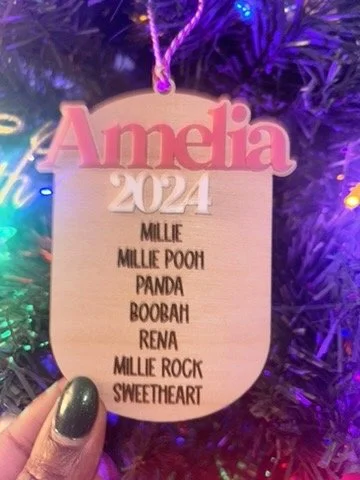 Amelia
2024
MILLIE
MILLIE POOH
PANDA
BOOBAH
RENA
MILLIE ROCK
SWEETHEART